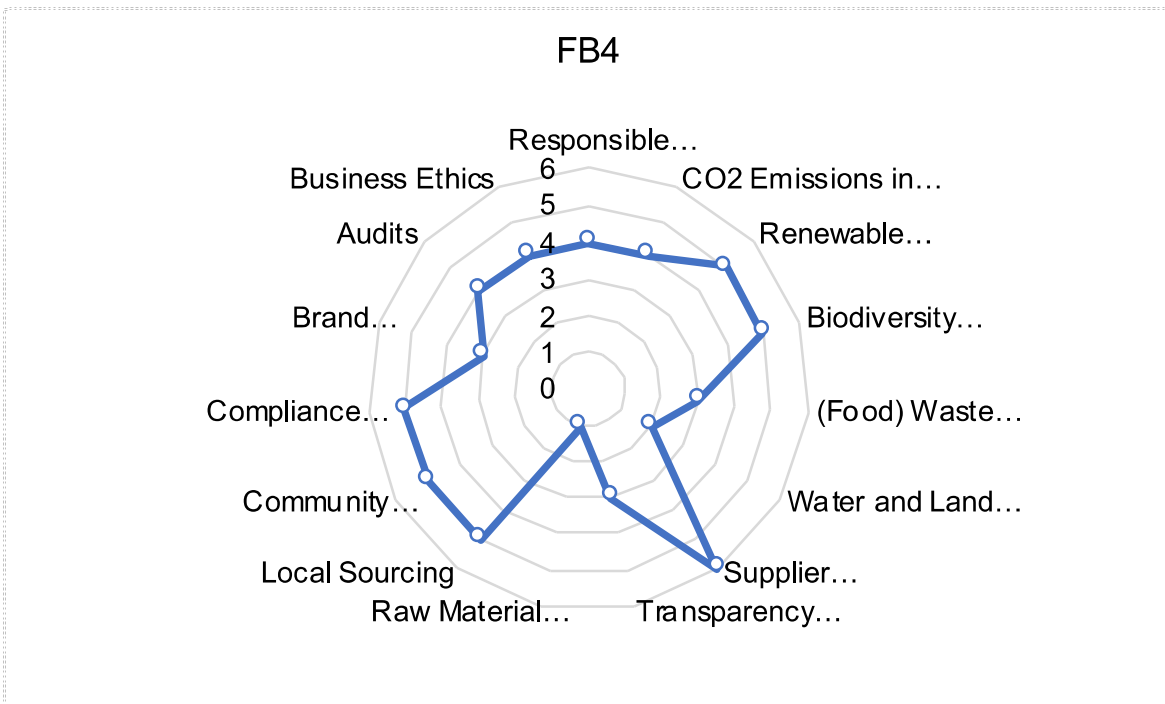 FB4
Responsible…
CO2 Emissions in…
Renewable…
Biodiversity…
(Food) Waste…
Water and Land…
Supplier…
Transparency…
Raw Material…
Local Sourcing
Community…
Compliance…
Brand…
Audits
Business Ethics
6
5
4
3
2
1
0